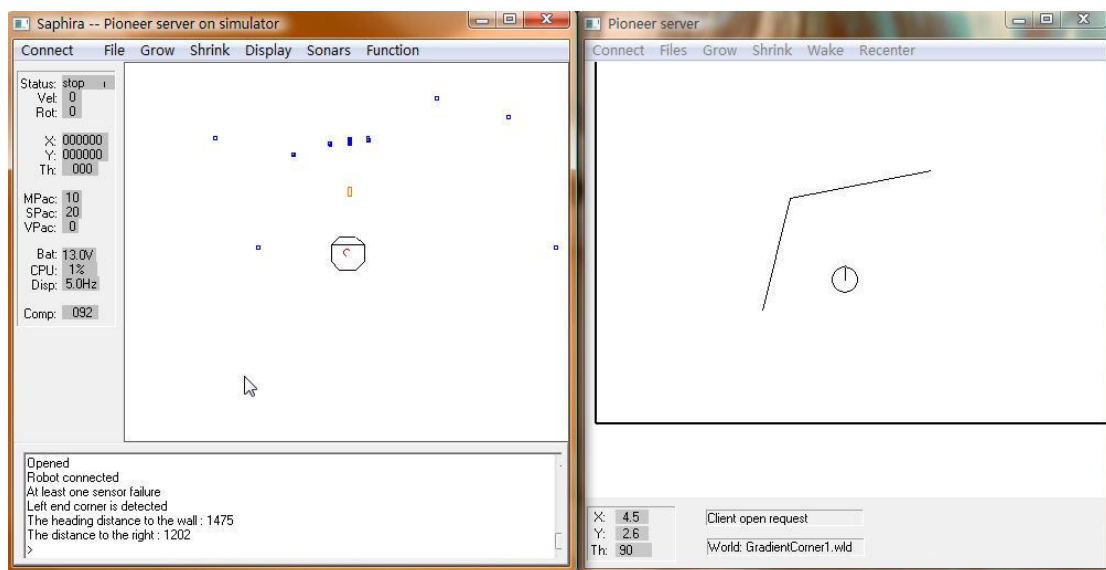 Saphira -- Pioneer server on simulator
Connect File Grow Shrink Display Sonars Function
Status: stop
Vel: 0
Rot: 0
X: 000000
Y: 000000
Th: 000
MPac: 10
SPac: 20
VPac: 0
Bat: 13.0V
CPU: 1%
Disp: 5.0Hz
Comp: 092
Opened
Robot connected
At least one sensor failure
Left end corner is detected
The heading distance to the wall : 1475
The distance to the right : 1202
>
Pioneer server
Connect Files Grow Shrink Wake Recenter
X: 4.5
Y: 2.6
Th: 90
Client open request
World: GradientCorner1.wld